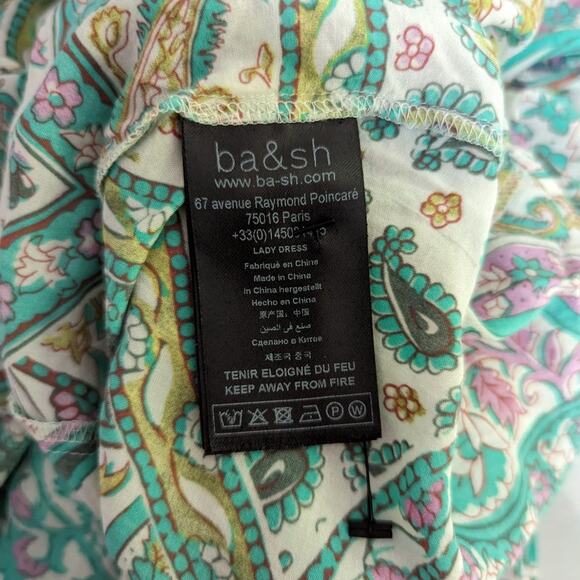 ba&sh
www.ba-sh.com
67 avenue Raymond Poincaré
75016 Paris
LADY DRESS
Fabriqué en Chine
Made in China
in China hergestellt
Hecho en China
原产国: 中国
صنع في الصين
Сделано в Китае
제조국 중국
TENIR ELOIGNÉ DU FEU
KEEP AWAY FROM FIRE
P W